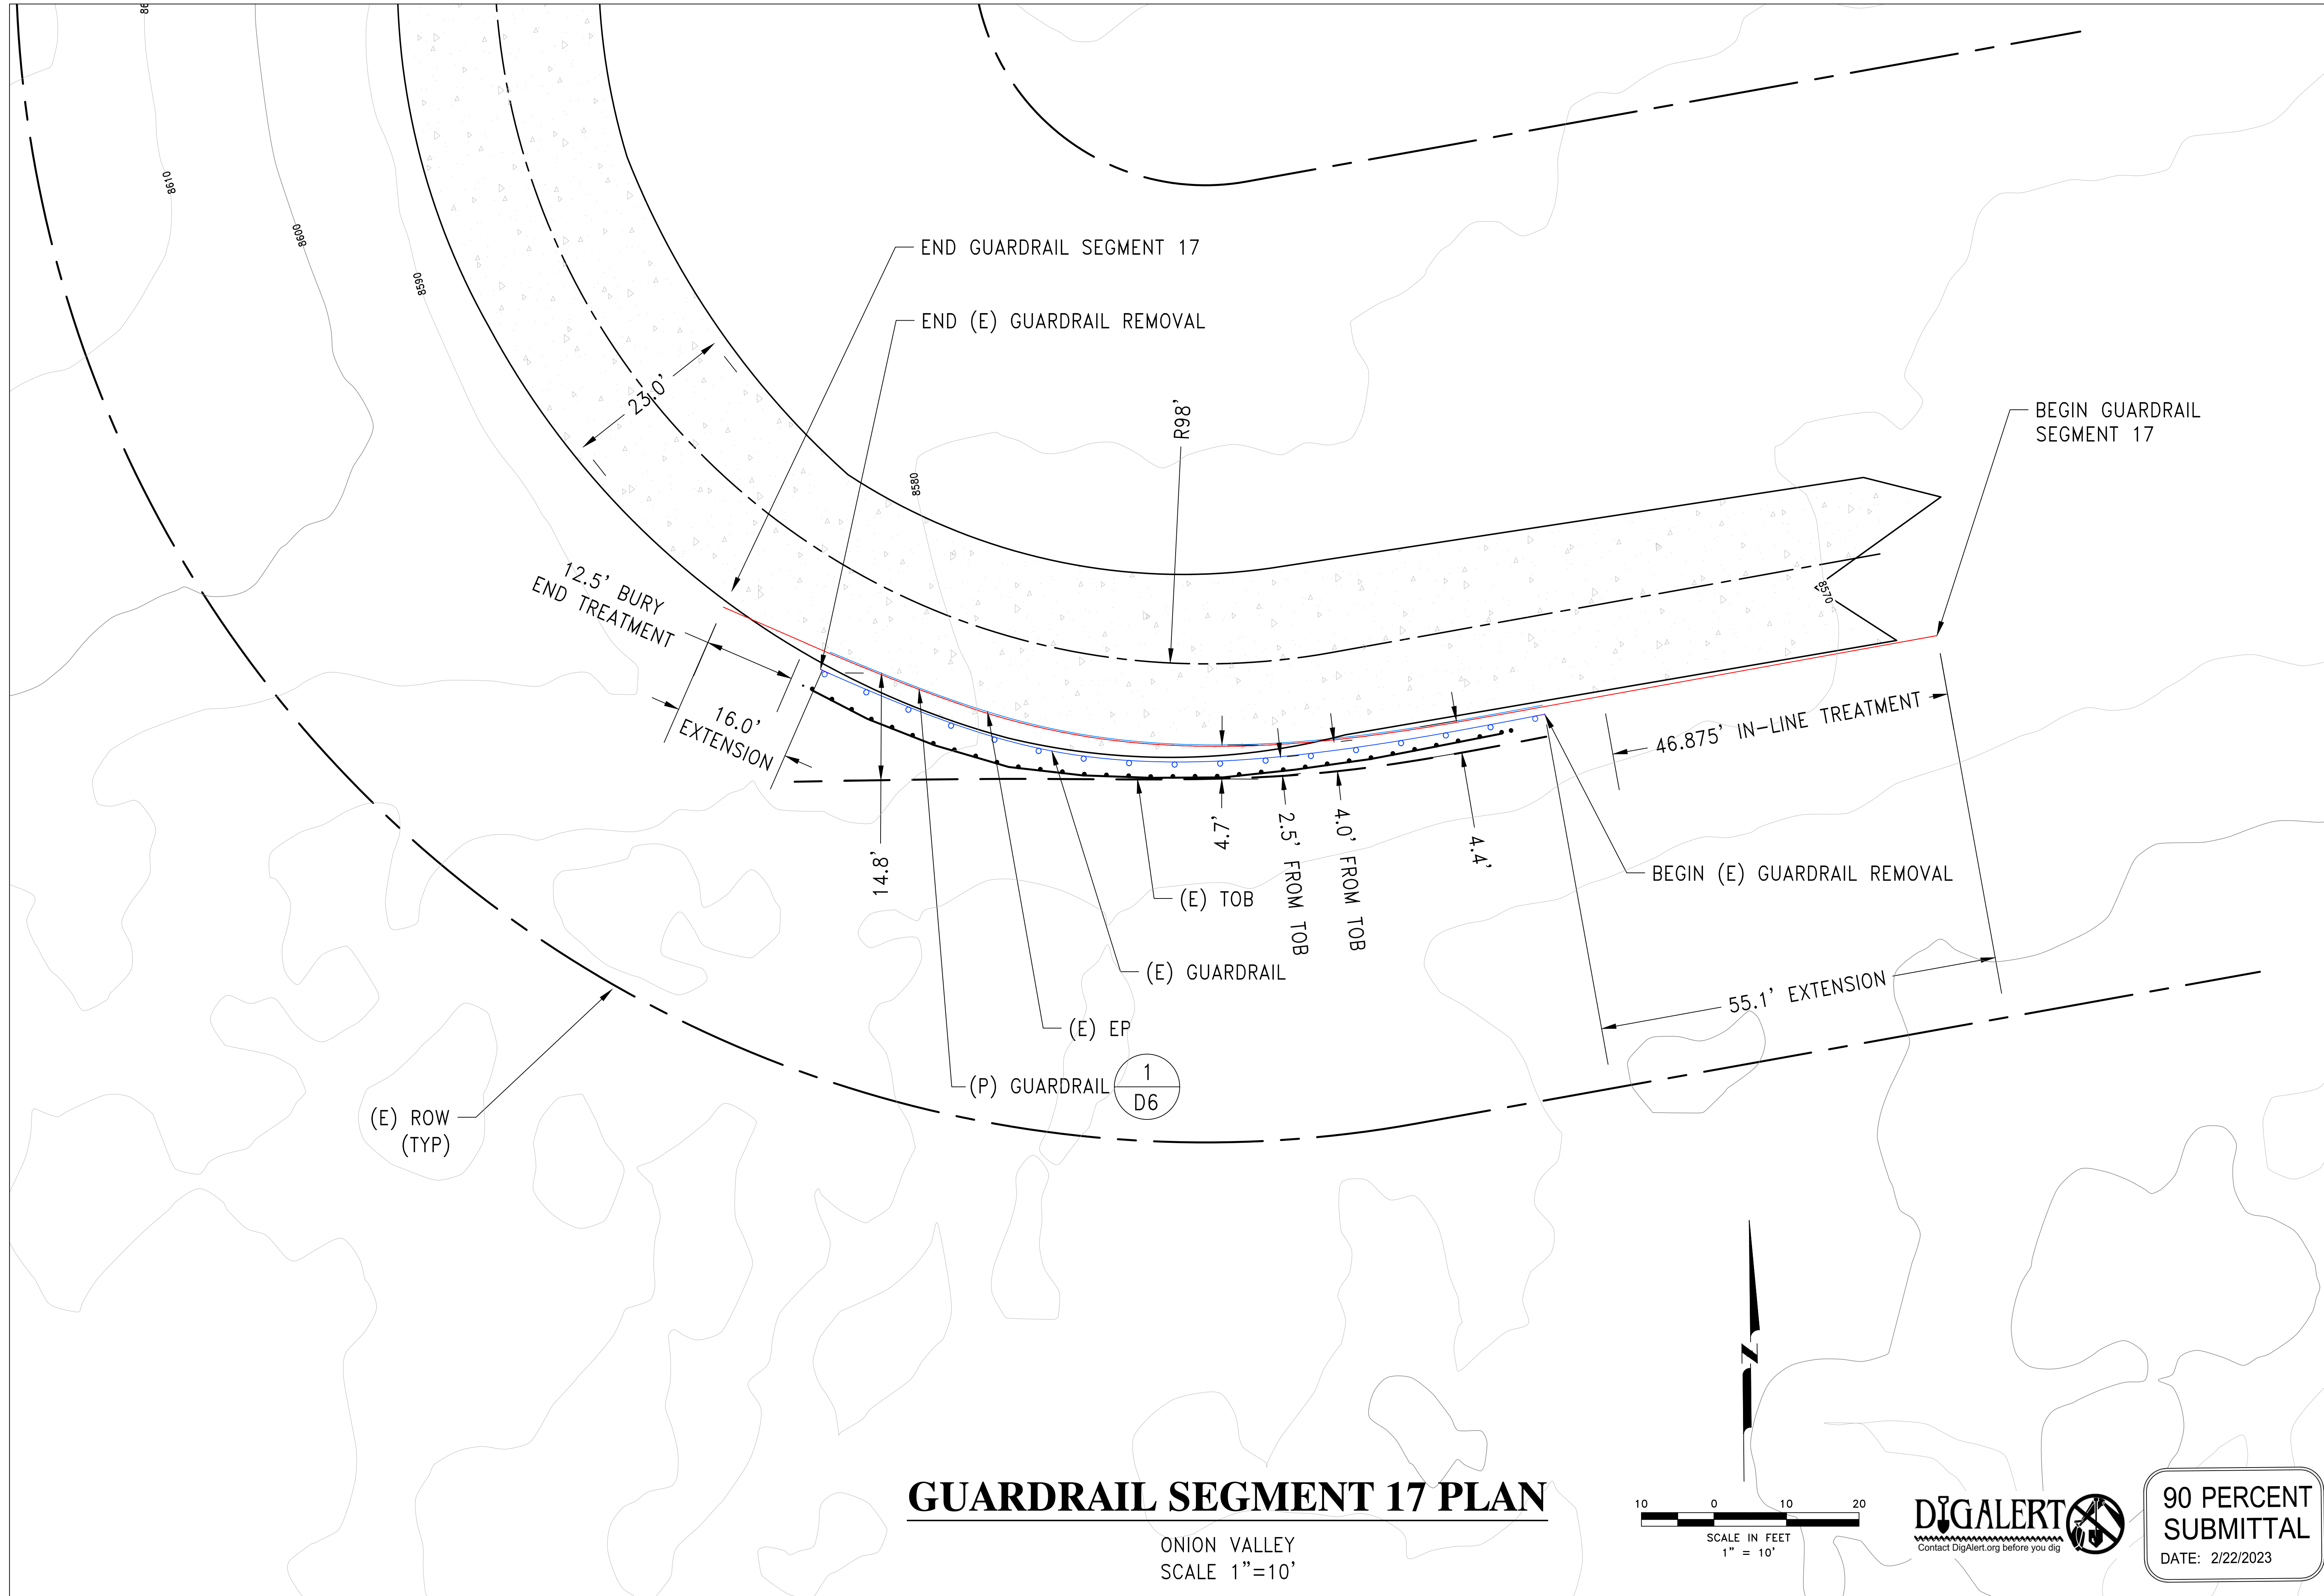 8610
8600
8590
END GUARDRAIL SEGMENT 17
END (E) GUARDRAIL REMOVAL
23.0'
R98'
BEGIN GUARDRAIL
SEGMENT 17
8580
8570
12.5' BURY
END TREATMENT
16.0'
EXTENSION
46.875' IN-LINE TREATMENT
14.8'
4.7'
2.5' FROM TOB
4.0' FROM TOB
4.4'
BEGIN (E) GUARDRAIL REMOVAL
(E) TOB
(E) GUARDRAIL
55.1' EXTENSION
(E) EP
(P) GUARDRAIL
1
D6
(E) ROW
(TYP)
N
GUARDRAIL SEGMENT 17 PLAN
ONION VALLEY
SCALE 1"=10'
10 0 10 20
SCALE IN FEET
1" = 10'
DIGALERT
Contact DigAlert.org before you dig
90 PERCENT
SUBMITTAL
DATE: 2/22/2023